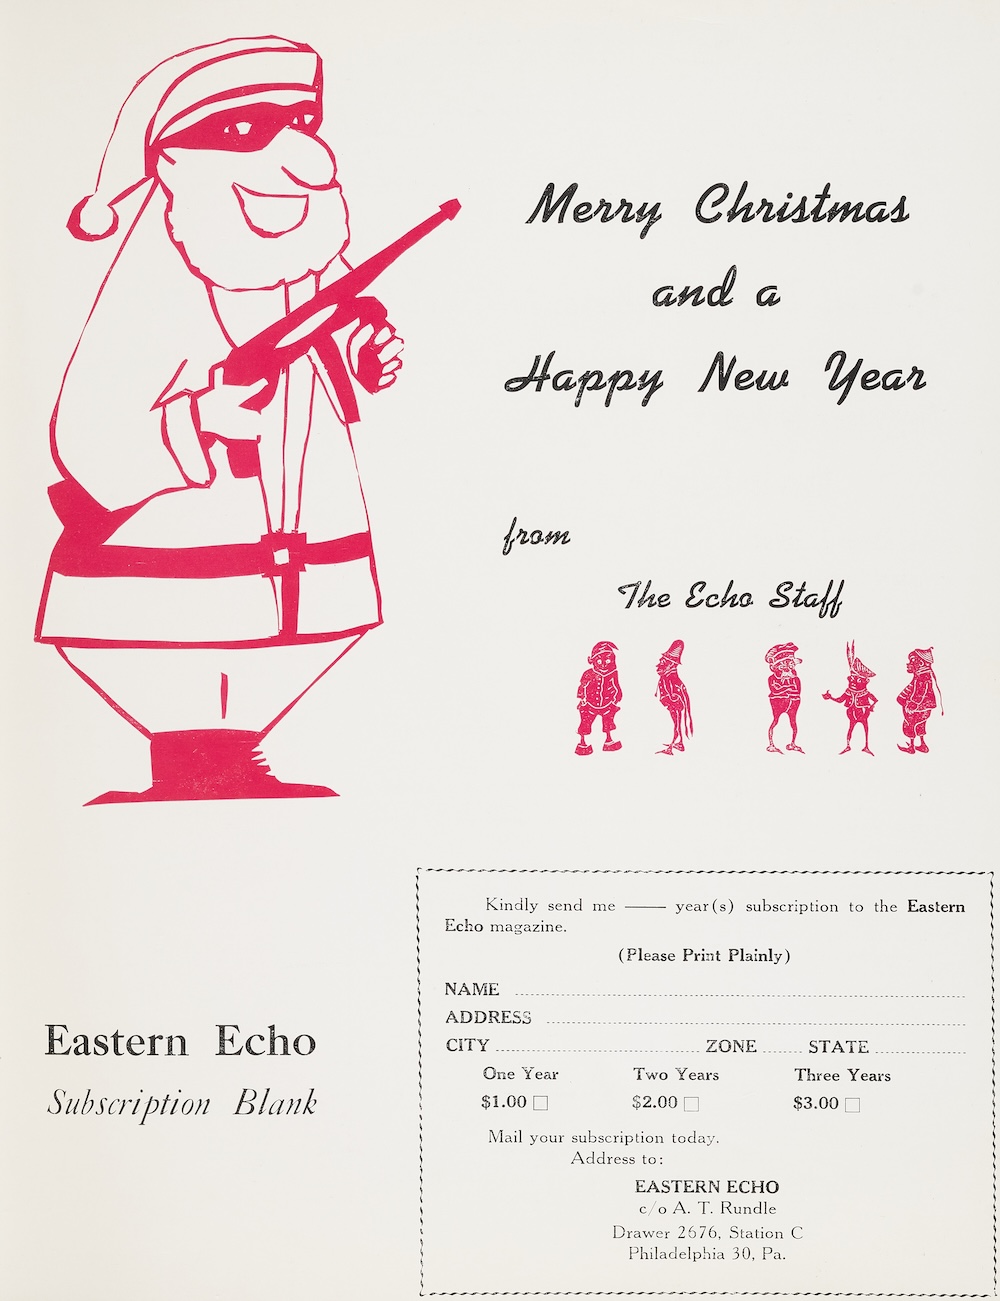 Merry Christmas
and a
Happy New Year
from
The Echo Staff
Eastern Echo
Subscription Blank
Kindly send me —— year(s) subscription to the Eastern
Echo magazine.
(Please Print Plainly)
NAME
ADDRESS
CITY ZONE STATE
One Year Two Years Three Years
$1.00 □ $2.00 □ $3.00 □
Mail your subscription today.
Address to:
EASTERN ECHO
c/o A. T. Rundle
Drawer 2676, Station C
Philadelphia 30, Pa.